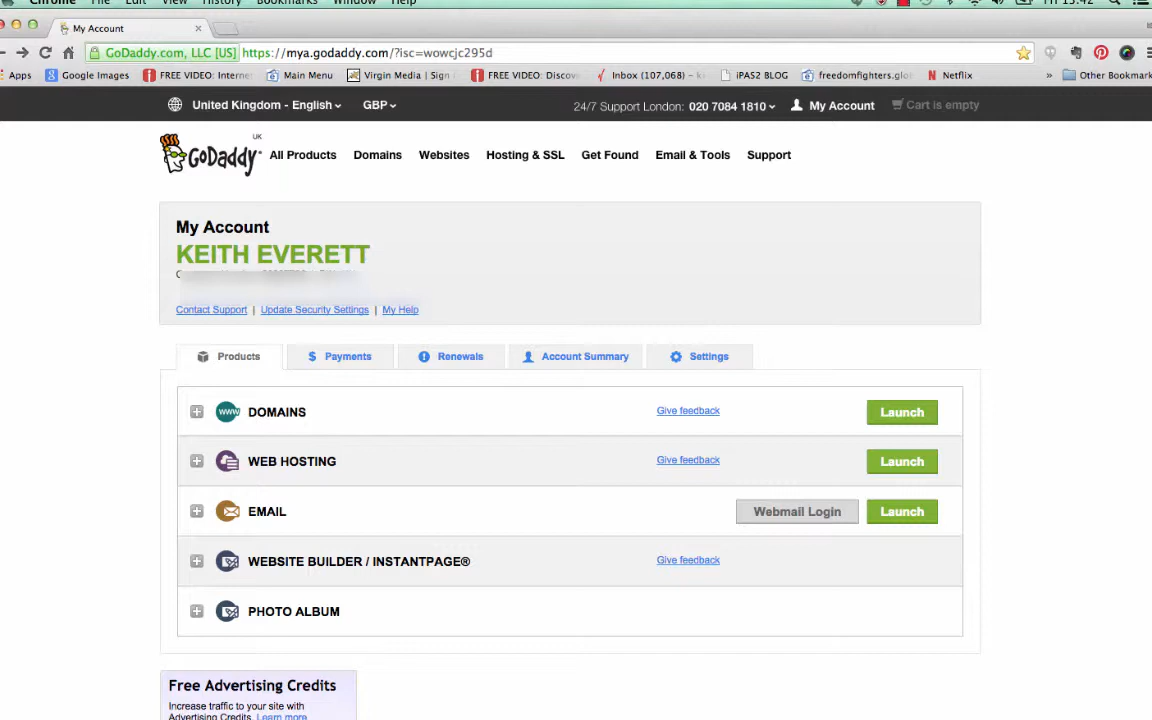 Chrome File Edit View History Bookmarks Window Help
Fri 15:42
My Account
GoDaddy.com, LLC [US] https://mya.godaddy.com/?isc=wowcjc295d
Apps Google Images FREE VIDEO: Interne Main Menu Virgin Media | Sign FREE VIDEO: Discov Inbox (107,068) – iPAS2 BLOG freedomfighters.glo Netflix » Other Bookmark
United Kingdom - English GBP 24/7 Support London: 020 7084 1810 My Account Cart is empty
UK
GoDaddy All Products Domains Websites Hosting & SSL Get Found Email & Tools Support
My Account
KEITH EVERETT
Contact Support | Update Security Settings | My Help
Products $ Payments Renewals Account Summary Settings
WWW DOMAINS Give feedback Launch
WEB HOSTING Give feedback Launch
EMAIL Webmail Login Launch
WEBSITE BUILDER / INSTANTPAGE® Give feedback
PHOTO ALBUM
Free Advertising Credits
Increase traffic to your site with
Advertising Credits. Learn more